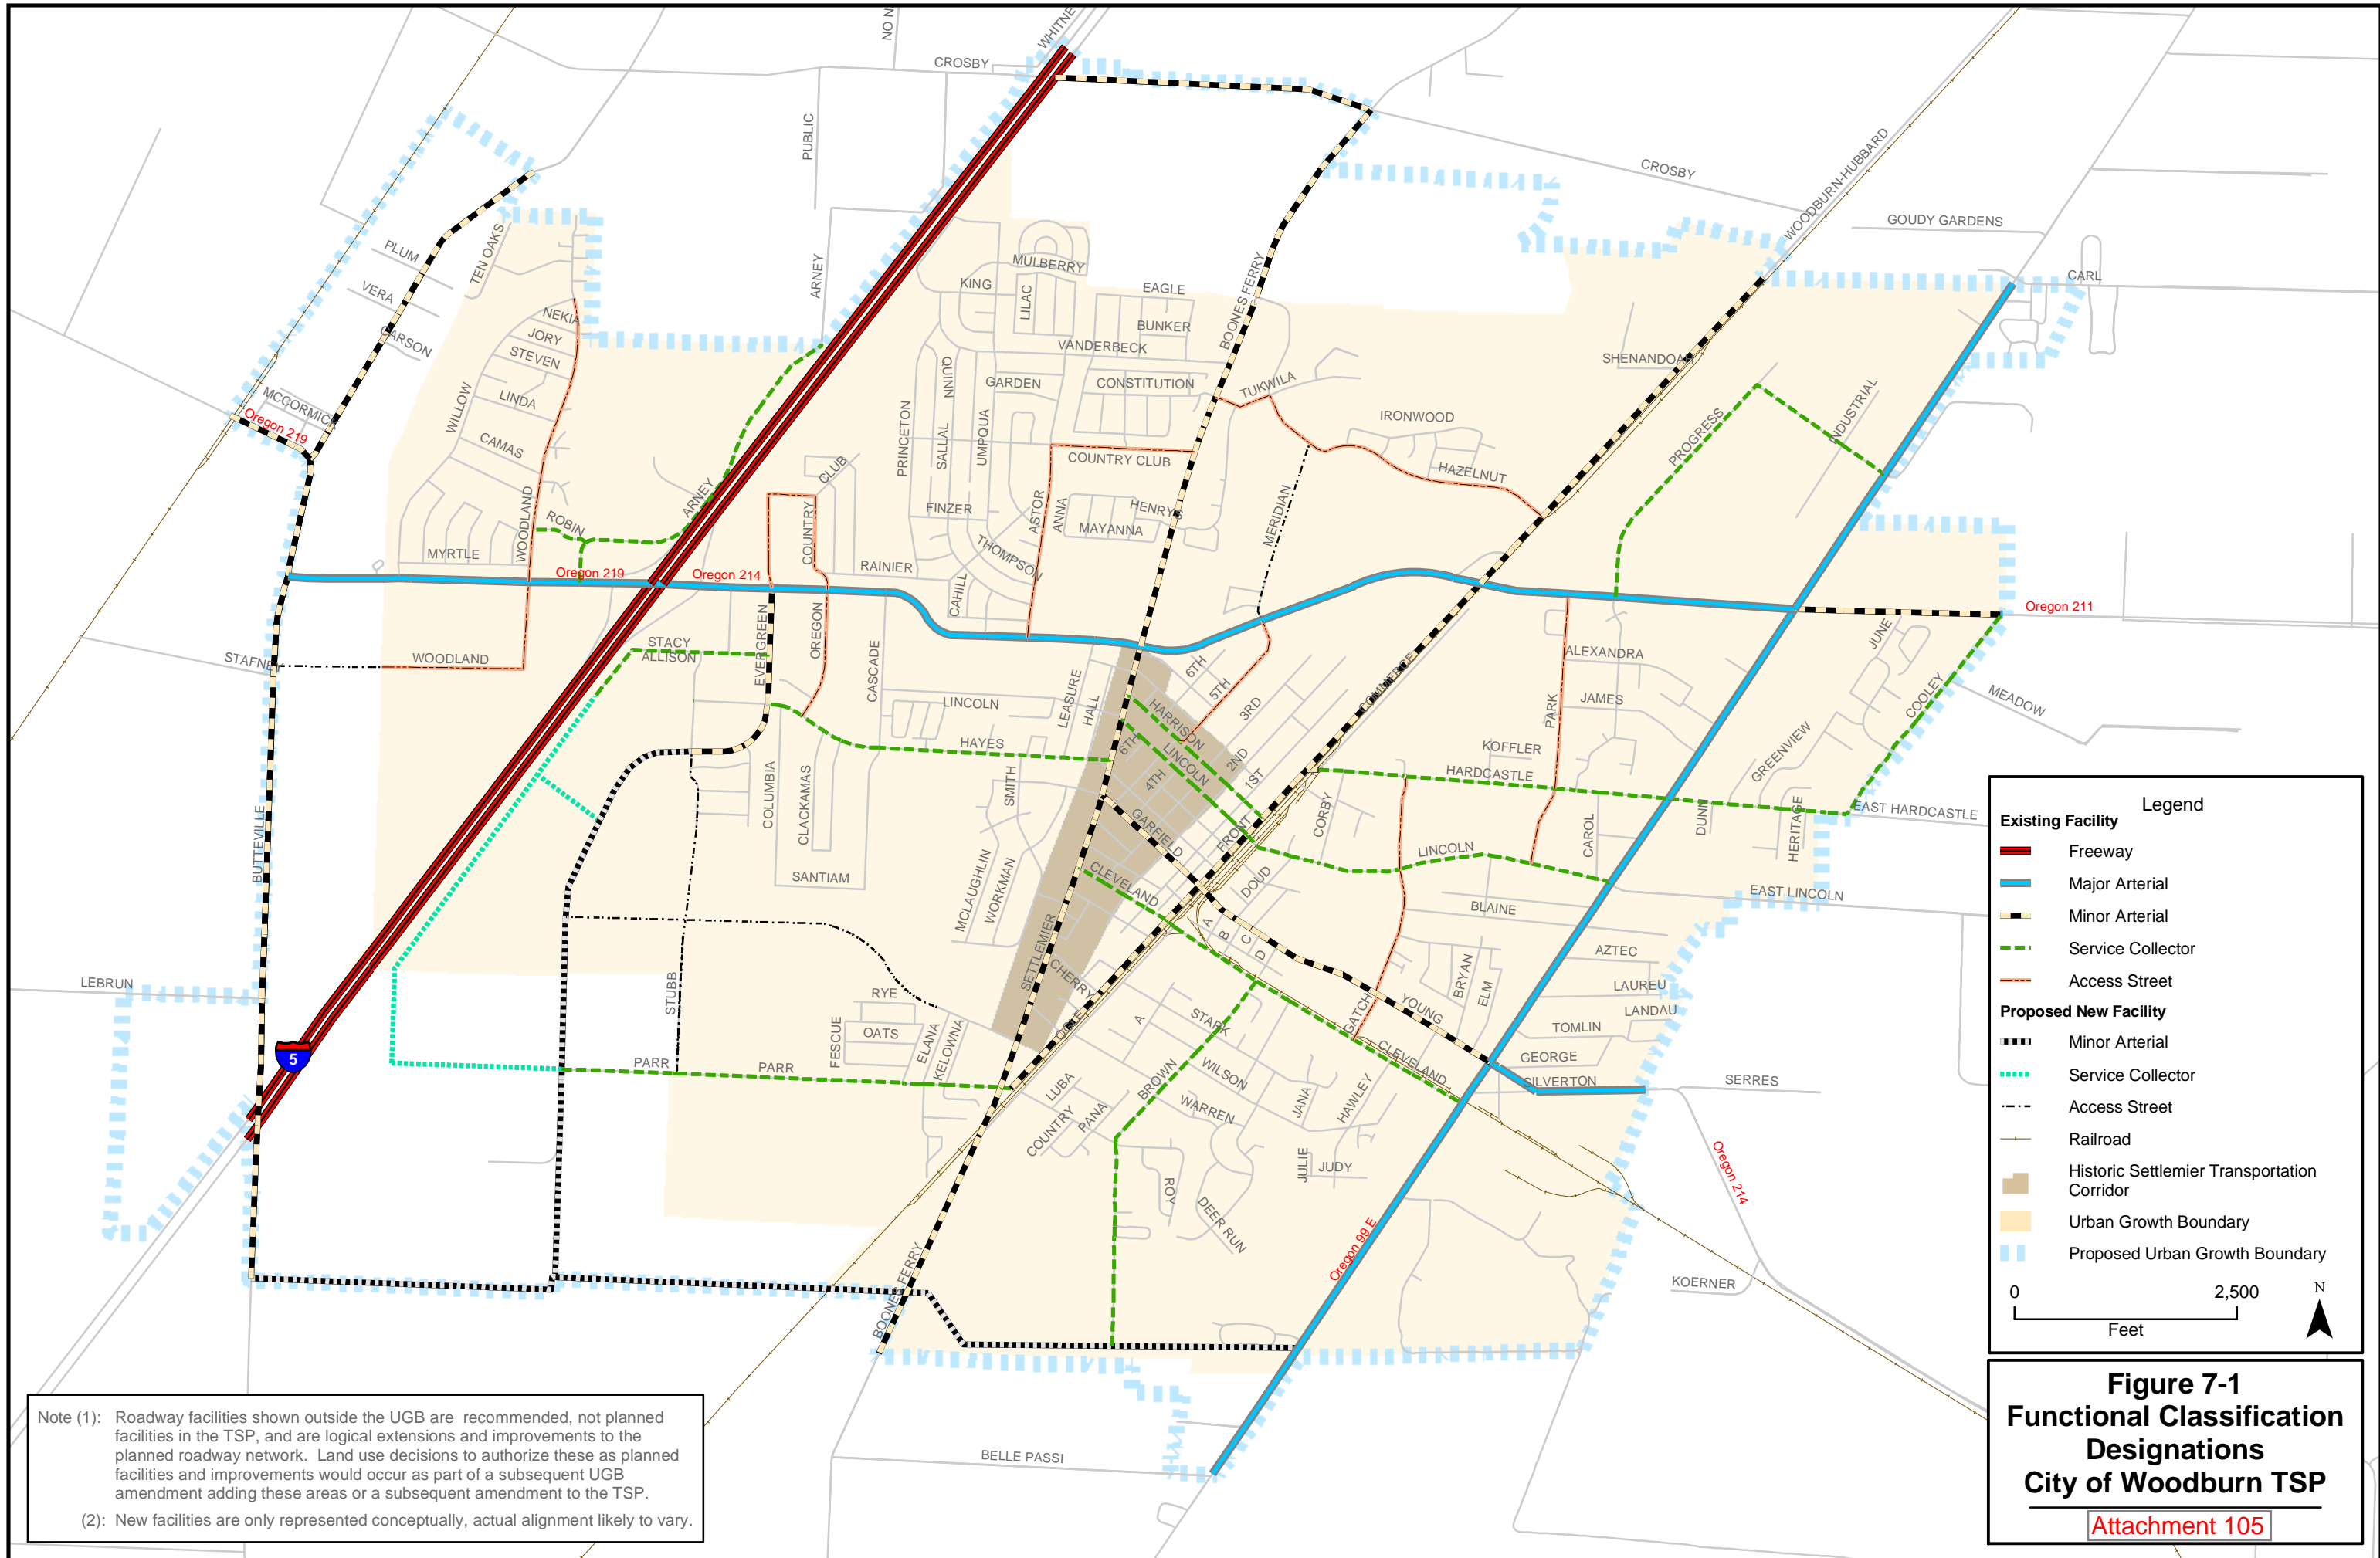 NO N
WHITNE
CROSBY
PUBLIC
CROSBY
WOODBURN-HUBBARD
GOUDY GARDENS
CARL
PLUM
TEN OAKS
VERA
CARSON
ARNEY
KING
MULBERRY
LILAC
EAGLE
BUNKER
BOONES FERRY
VANDERBECK
NEKIA
JORY
STEVEN
LINDA
WILLOW
CAMAS
MCCORMICK
Oregon 219
QUINN
GARDEN
CONSTITUTION
TUKWILA
SHENANDOAH
IRONWOOD
PROGRESS
INDUSTRIAL
PRINCETON
SALLAL
UMPQUA
COUNTRY CLUB
HAZELNUT
CLUB
ARNEY
WOODLAND
ROBIN
MYRTLE
COUNTRY
FINZER
ASTOR
ANNA
HENRYS
MAYANNA
MERIDIAN
THOMPSON
RAINIER
CAHILL
Oregon 219
Oregon 214
Oregon 211
STAFNE
WOODLAND
STACY
ALLISON
EVERGREEN
OREGON
CASCADE
LEASURE
HALL
LINCOLN
HAYES
6TH
5TH
3RD
HARRISON
LINCOLN
6TH
4TH
2ND
1ST
COMMERCE
ALEXANDRA
JAMES
PARK
KOFFLER
HARDCASTLE
JUNE
COOLEY
MEADOW
GREENVIEW
EAST HARDCASTLE
BUTTEVILLE
COLUMBIA
CLACKAMAS
SANTIAM
SMITH
MCLAUGHLIN
WORKMAN
GARFIELD
FRONT
CLEVELAND
CORBY
DOUD
LINCOLN
CAROL
DUNN
HERITAGE
EAST LINCOLN
BLAINE
A
B
C
D
AZTEC
LAUREU
LANDAU
TOMLIN
GEORGE
SILVERTON
SERRES
BRYAN
ELM
YOUNG
GATCH
CLEVELAND
SETTLEMIER
CHERRY
LEBRUN
STUBB
RYE
OATS
FESCUE
ELANA
KELOWNA
PARR
PARR
5
A
STARK
WILSON
BROWN
LUBA
COUNTRY
PANA
WARREN
JANA
HAWLEY
JULIE
JUDY
ROY
DEER RUN
Oregon 99 E
Oregon 214
KOERNER
BOONES FERRY
BELLE PASSI
Legend
Existing Facility
Freeway
Major Arterial
Minor Arterial
Service Collector
Access Street
Proposed New Facility
Minor Arterial
Service Collector
Access Street
Railroad
Historic Settlemier Transportation
Corridor
Urban Growth Boundary
Proposed Urban Growth Boundary
0 2,500
Feet
N
Figure 7-1
Functional Classification
Designations
City of Woodburn TSP
Attachment 105
Note (1): Roadway facilities shown outside the UGB are recommended, not planned
facilities in the TSP, and are logical extensions and improvements to the
planned roadway network. Land use decisions to authorize these as planned
facilities and improvements would occur as part of a subsequent UGB
amendment adding these areas or a subsequent amendment to the TSP.
(2): New facilities are only represented conceptually, actual alignment likely to vary.